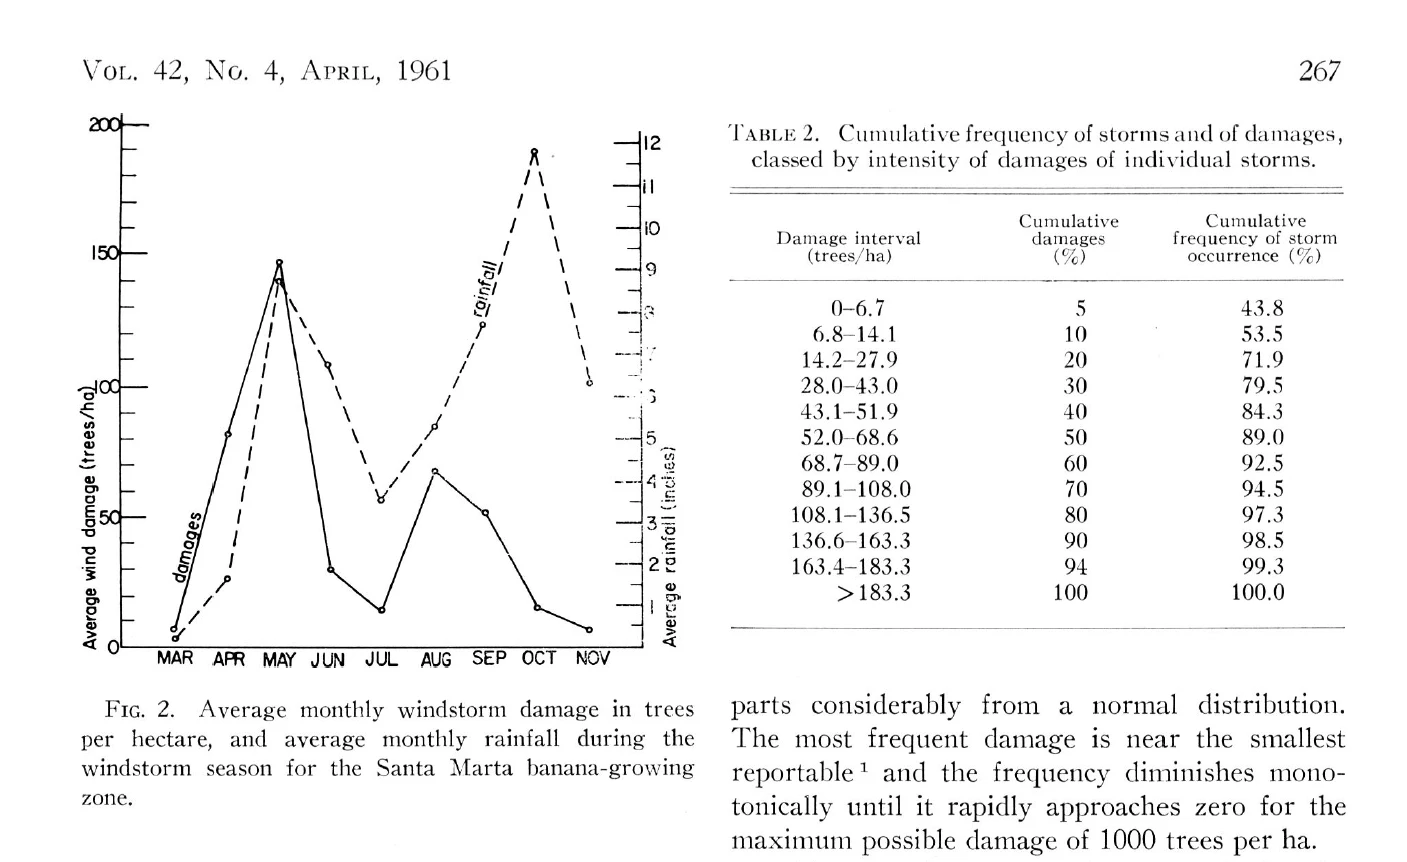 VOL. 42, No. 4, APRIL, 1961
267
200
150
100
50
0
Average wind damage (trees/ha)
damages
rainfall
12
11
10
9
5
4
3
2
1
Average rainfall (inches)
MAR APR MAY JUN JUL AUG SEP OCT NOV
FIG. 2. Average monthly windstorm damage in trees
per hectare, and average monthly rainfall during the
windstorm season for the Santa Marta banana-growing
zone.
TABLE 2. Cumulative frequency of storms and of damages,
classed by intensity of damages of individual storms.
Damage interval (trees/ha) Cumulative damages (%) Cumulative frequency of storm occurrence (%)
0–6.7 5 43.8
6.8–14.1 10 53.5
14.2–27.9 20 71.9
28.0–43.0 30 79.5
43.1–51.9 40 84.3
52.0–68.6 50 89.0
68.7–89.0 60 92.5
89.1–108.0 70 94.5
108.1–136.5 80 97.3
136.6–163.3 90 98.5
163.4–183.3 94 99.3
>183.3 100 100.0
parts considerably from a normal distribution.
The most frequent damage is near the smallest
reportable ¹ and the frequency diminishes mono-
tonically until it rapidly approaches zero for the
maximum possible damage of 1000 trees per ha.